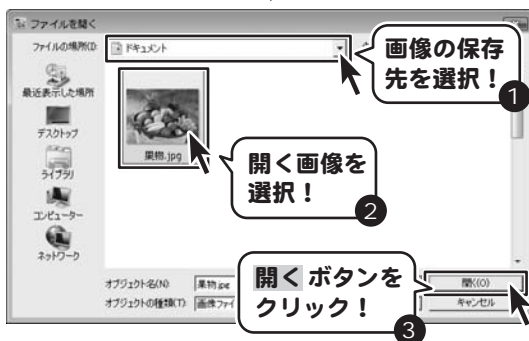 ファイルを開く
ファイルの場所(I):
ドキュメント
画像の保存
先を選択！
1
最近表示した場所
デスクトップ
果物.jpg
開く画像を
選択！
2
ライブラリ
コンピューター
ネットワーク
オブジェクト名(N):
果物.jpg
開く(O)
オブジェクトの種類(T):
画像ファイ
キャンセル
開く ボタンを
クリック！
3